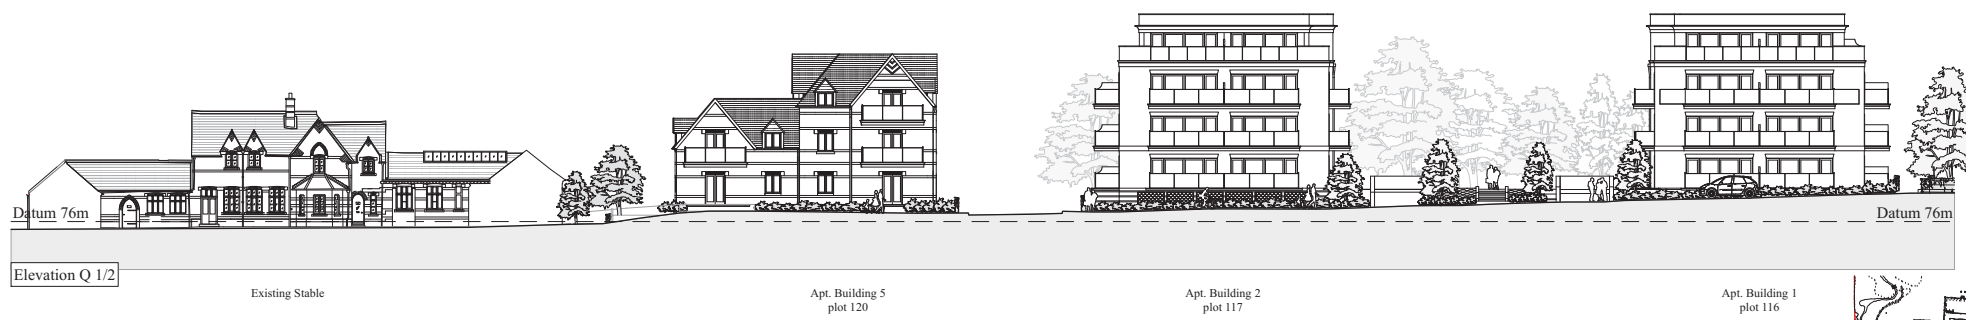 Datum 76m
Datum 76m
Elevation Q 1/2
Existing Stable
Apt. Building 5
plot 120
Apt. Building 2
plot 117
Apt. Building 1
plot 116